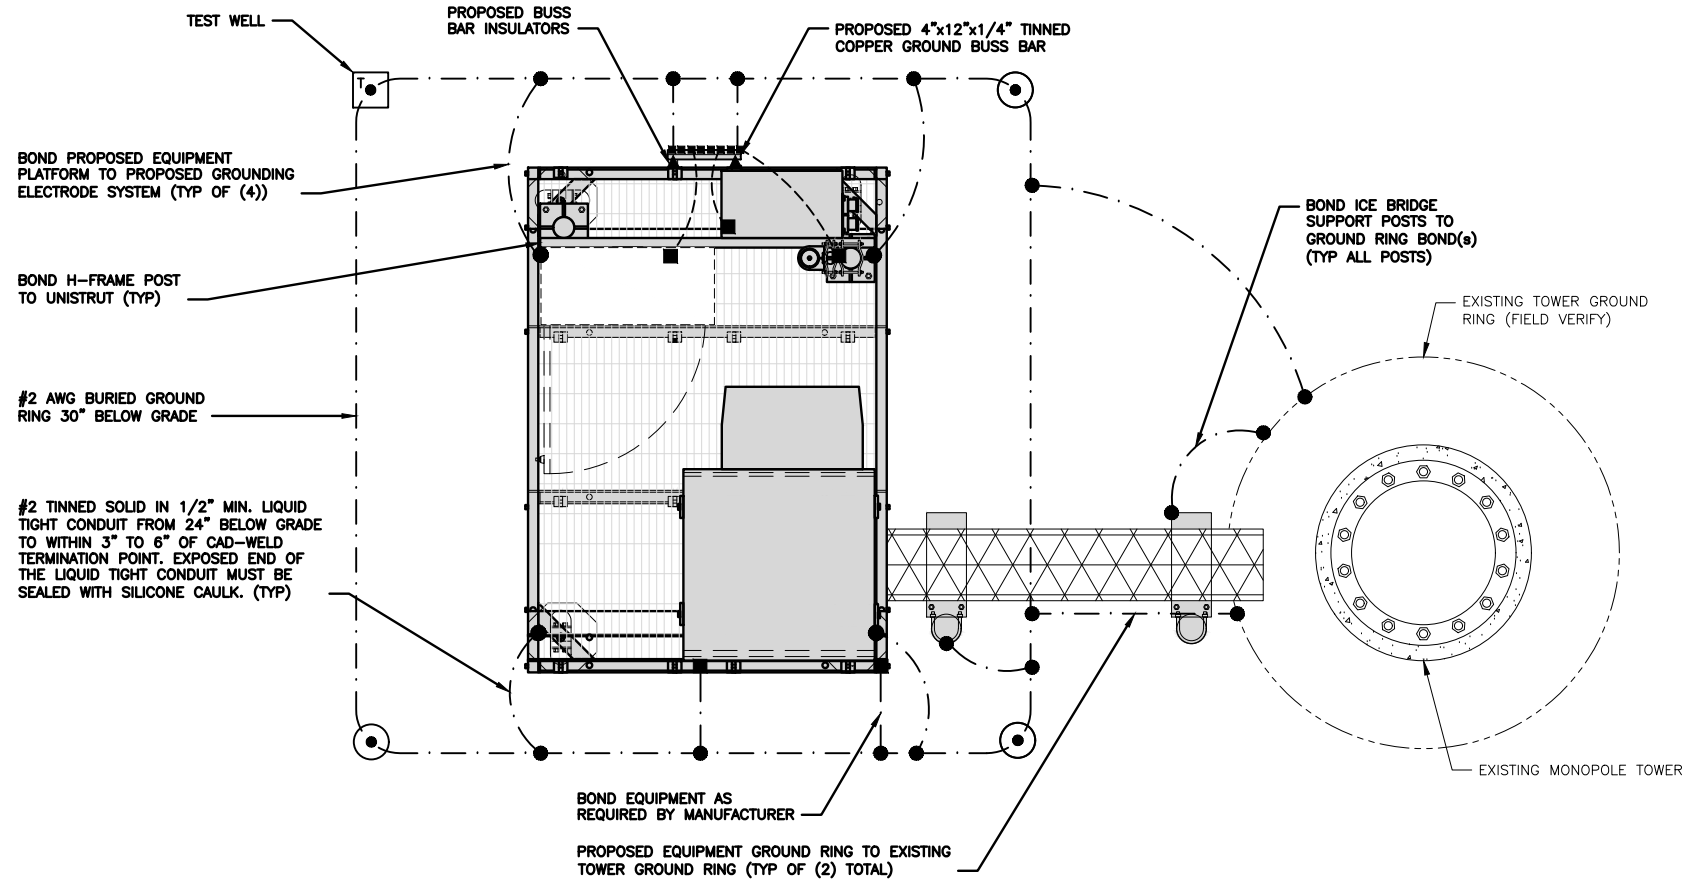 TEST WELL
PROPOSED BUSS
BAR INSULATORS
PROPOSED 4"x12"x1/4" TINNED
COPPER GROUND BUSS BAR
T
BOND PROPOSED EQUIPMENT
PLATFORM TO PROPOSED GROUNDING
ELECTRODE SYSTEM (TYP OF (4))
BOND ICE BRIDGE
SUPPORT POSTS TO
GROUND RING BOND(s)
(TYP ALL POSTS)
BOND H-FRAME POST
TO UNISTRUT (TYP)
EXISTING TOWER GROUND
RING (FIELD VERIFY)
#2 AWG BURIED GROUND
RING 30" BELOW GRADE
#2 TINNED SOLID IN 1/2" MIN. LIQUID
TIGHT CONDUIT FROM 24" BELOW GRADE
TO WITHIN 3" TO 6" OF CAD-WELD
TERMINATION POINT. EXPOSED END OF
THE LIQUID TIGHT CONDUIT MUST BE
SEALED WITH SILICONE CAULK. (TYP)
EXISTING MONOPOLE TOWER
BOND EQUIPMENT AS
REQUIRED BY MANUFACTURER
PROPOSED EQUIPMENT GROUND RING TO EXISTING
TOWER GROUND RING (TYP OF (2) TOTAL)